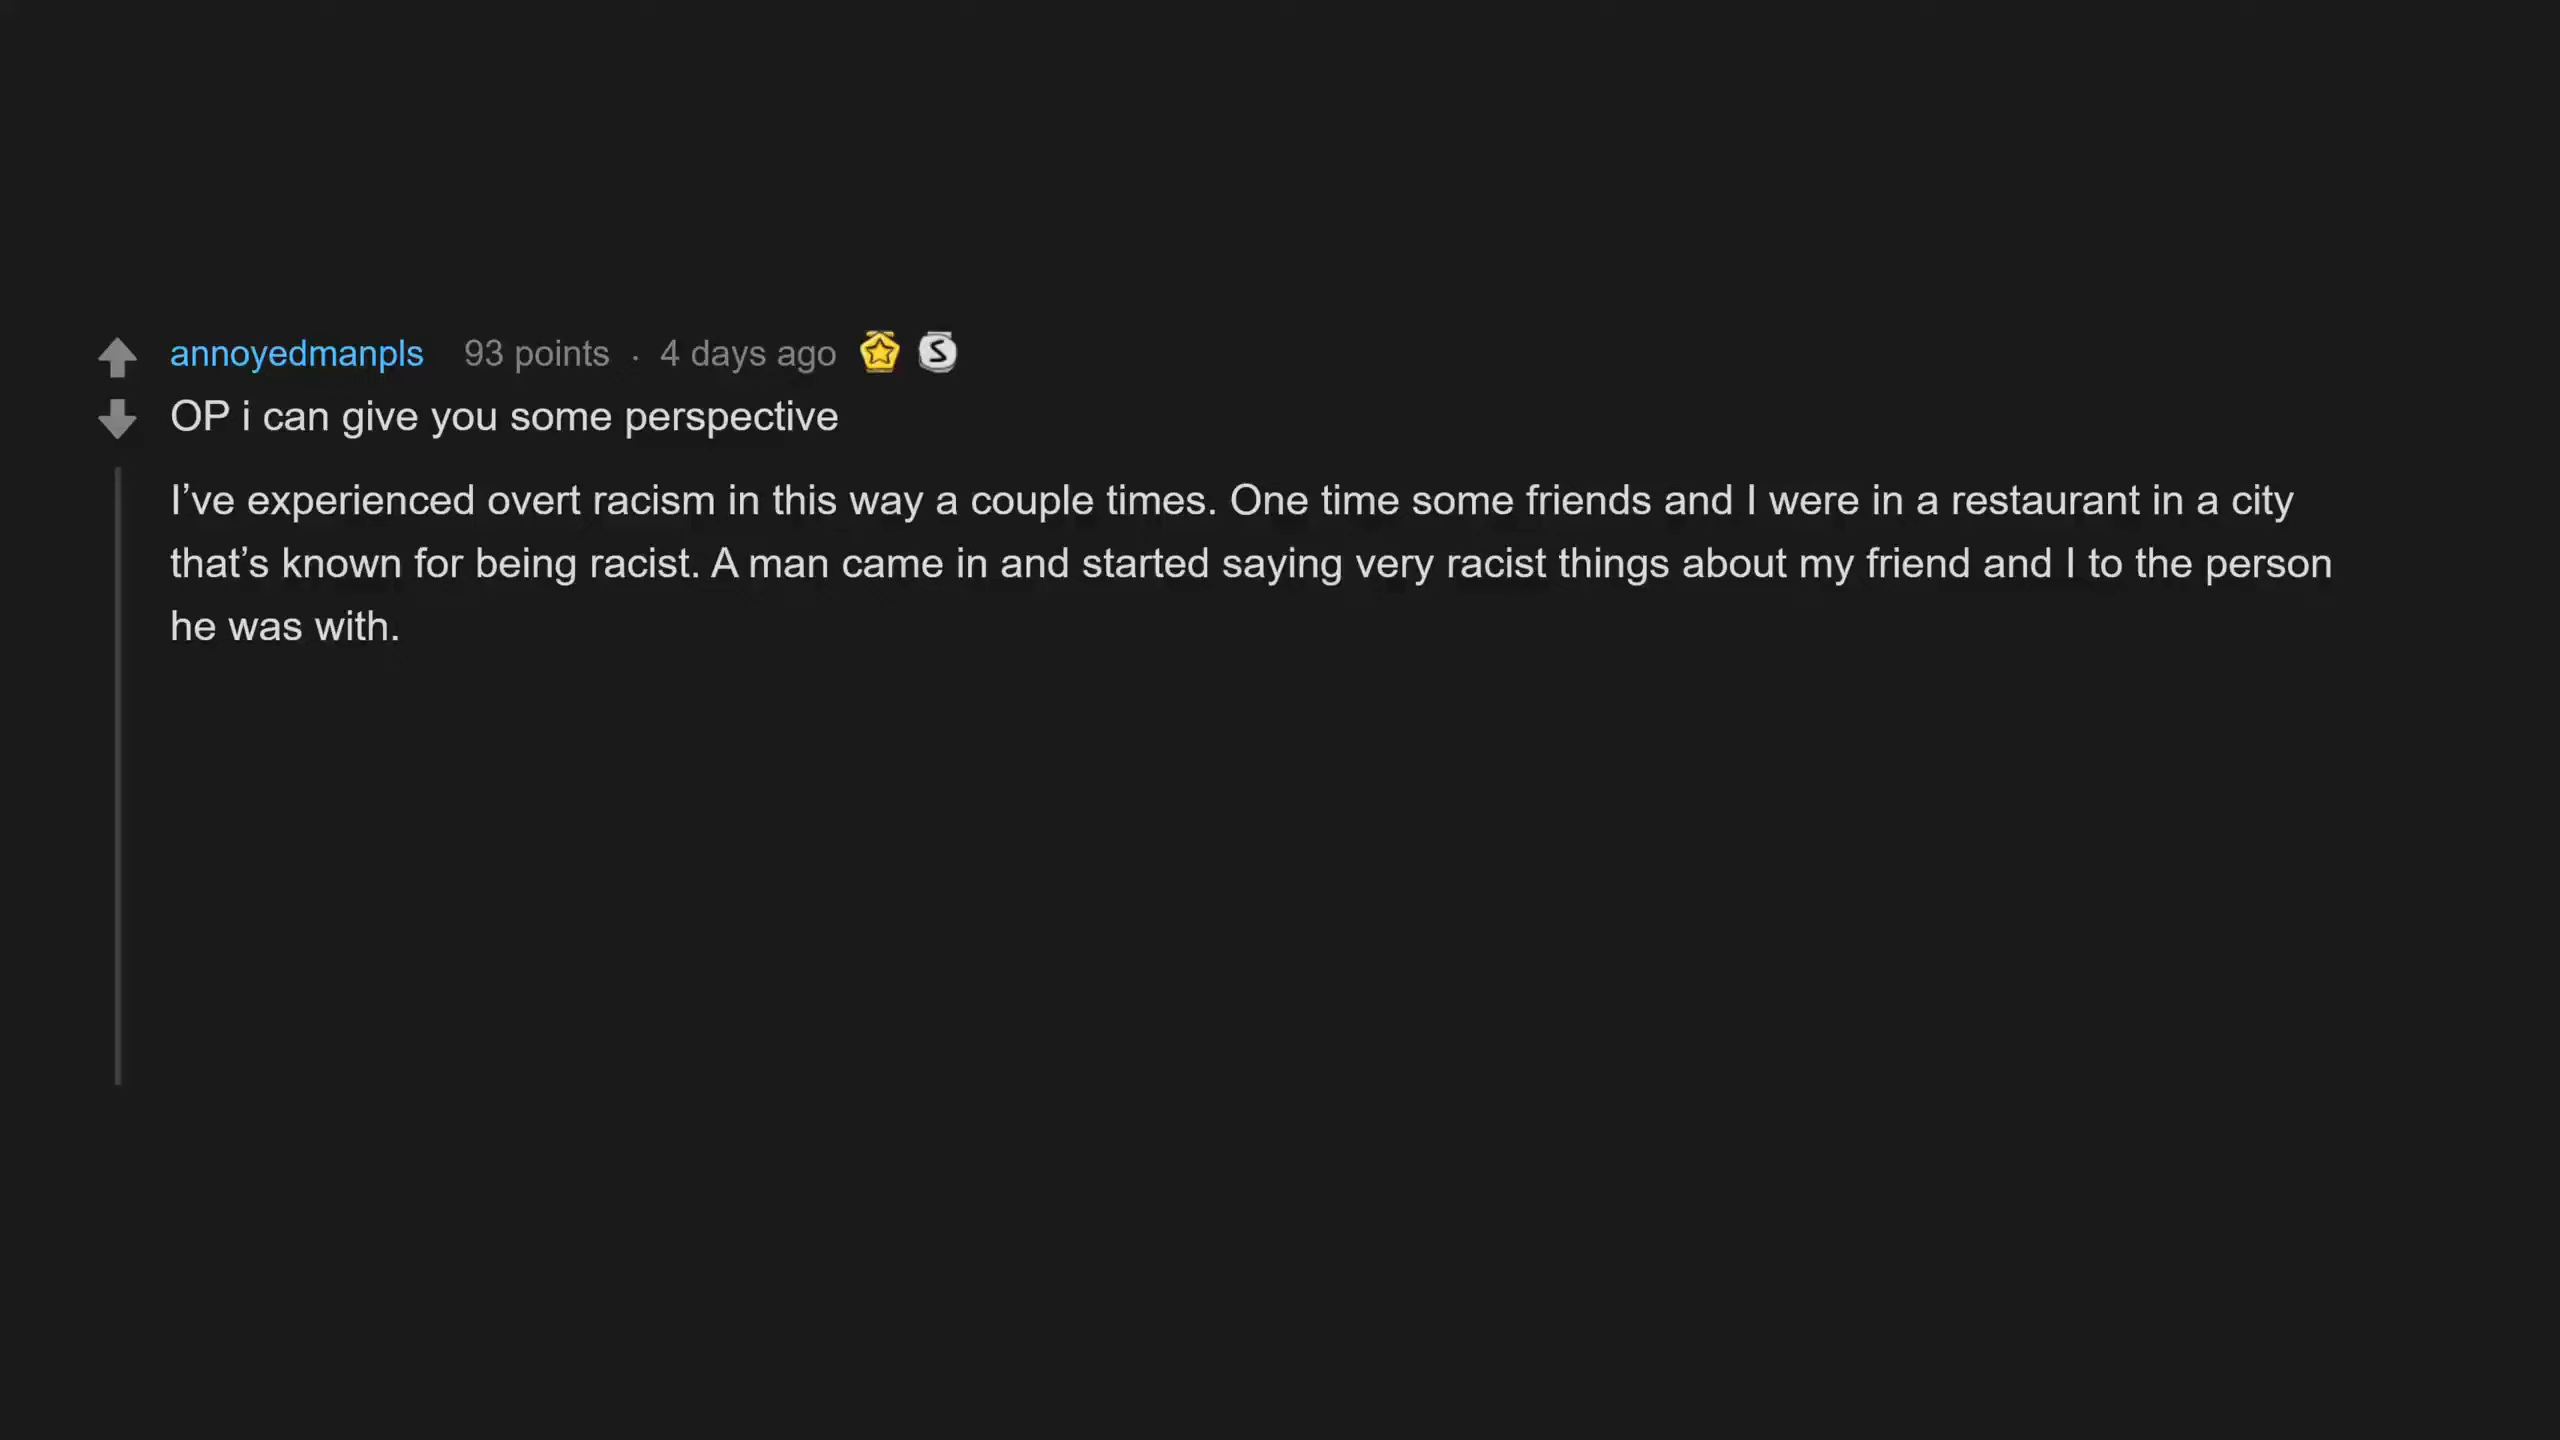 annoyedmanpls 93 points · 4 days ago S
OP i can give you some perspective
I’ve experienced overt racism in this way a couple times. One time some friends and I were in a restaurant in a city
that’s known for being racist. A man came in and started saying very racist things about my friend and I to the person
he was with.